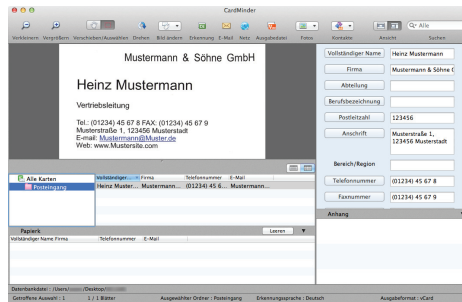 CardMinder
Verkleinern Vergrößern Verschieben/Auswählen Drehen Bild ändern Erkennung E-Mail Netz Ausgabedatei Fotos Kontakte Ansicht Suchen
Alle
Mustermann & Söhne GmbH
Heinz Mustermann
Vertriebsleitung
Tel.: (01234) 45 67 8 FAX: (01234) 45 67 9
Musterstraße 1, 123456 Musterstadt
E-mail: Mustermann@Muster.de
Web: www.Mustersite.com
Vollständiger Name Heinz Mustermann
Firma Mustermann & Söhne G
Abteilung
Berufsbezeichnung
Postleitzahl 123456
Anschrift Musterstraße 1,
123456 Musterstadt
Bereich/Region
Telefonnummer (01234) 45 67 8
Faxnummer (01234) 45 67 9
Anhang
Alle Karten
Posteingang
Vollständiger... Firma Telefonnummer E-Mail
Heinz Muster... Mustermann... (01234) 45 6... Mustermann...
Papierk Leeren
Vollständiger Name Firma Telefonnummer E-Mail
Datenbankdatei : /Users/ /Desktop/
Getroffene Auswahl : 1 1 / 1 Blätter Ausgewählter Ordner : Posteingang Erkennungssprache : Deutsch Ausgabeformat : vCard